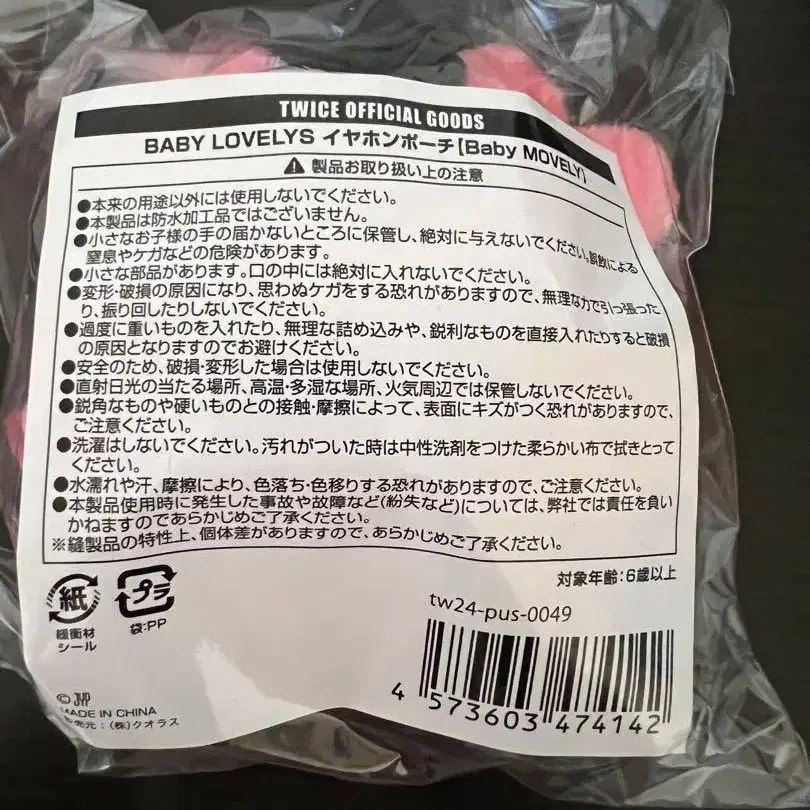 TWICE OFFICIAL GOODS
BABY LOVELYS イヤホンポーチ[Baby MOVELY]
製品お取り扱い上の注意
●本来の用途以外には使用しないでください。
●本製品は防水加工品ではございません。
●小さなお子様の手の届かないところに保管し、絶対に与えないでください。誤飲による
窒息やケガなどの危険があります。
●小さな部品があります。口の中には絶対に入れないでください。
●変形・破損の原因になり、思わぬケガをする恐れがありますので、無理な力で引っ張った
り、振り回したりしないでください。
●過度に重いものを入れたり、無理な詰め込みや、鋭利なものを直接入れたりすると破損
の原因となりますのでお避けください。
●安全のため、破損・変形した場合は使用しないでください。
●直射日光の当たる場所、高温・多湿な場所、火気周辺では保管しないでください。
●鋭角なものや硬いものとの接触・摩擦によって、表面にキズがつく恐れがありますので、
ご注意ください。
●洗濯はしないでください。汚れがついた時は中性洗剤をつけた柔らかい布で拭きとって
ください。
●水濡れや汗、摩擦により、色落ち・色移りする恐れがありますので、ご注意ください。
●本製品使用時に発生した事故や故障など(紛失など)については、弊社では責任を負い
かねますのであらかじめご了承ください。
※縫製品の特性上、個体差がありますので、あらかじめご了承ください。
対象年齢:6歳以上
紙
緩衝材
シール
プラ
袋:PP
tw24-pus-0049
4 573603 474142
© JYP
MADE IN CHINA
売元:(株)クオラス